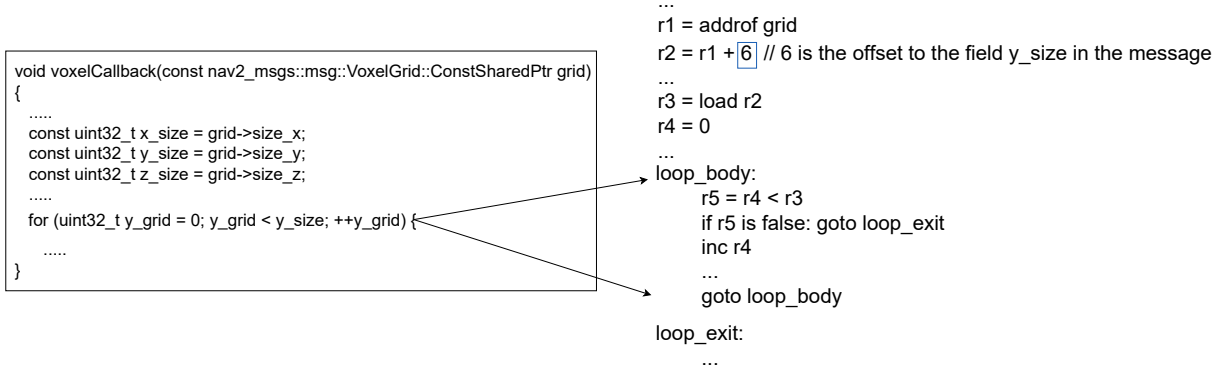 void voxelCallback(const nav2_msgs::msg::VoxelGrid::ConstSharedPtr grid)
{
.....
const uint32_t x_size = grid->size_x;
const uint32_t y_size = grid->size_y;
const uint32_t z_size = grid->size_z;
.....
for (uint32_t y_grid = 0; y_grid < y_size; ++y_grid) {
.....
}
...
r1 = addrof grid
r2 = r1 + 6 // 6 is the offset to the field y_size in the message
...
r3 = load r2
r4 = 0
...
loop_body:
r5 = r4 < r3
if r5 is false: goto loop_exit
inc r4
...
goto loop_body
loop_exit:
...